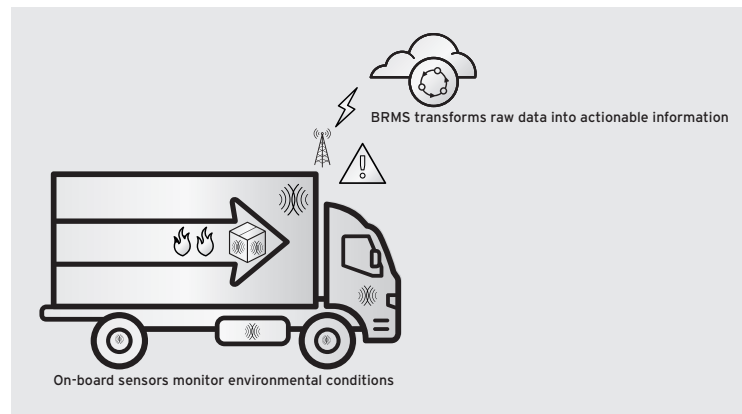 BRMS transforms raw data into actionable information
On-board sensors monitor environmental conditions